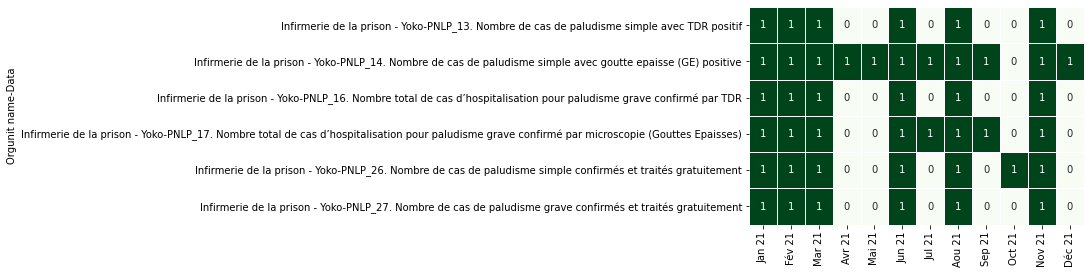 Orgunit name-Data
Infirmerie de la prison - Yoko-PNLP_13. Nombre de cas de paludisme simple avec TDR positif 1 1 1 0 0 1 0 1 0 0 1 0
Infirmerie de la prison - Yoko-PNLP_14. Nombre de cas de paludisme simple avec goutte epaisse (GE) positive 1 1 1 1 1 1 1 1 1 0 1 1
Infirmerie de la prison - Yoko-PNLP_16. Nombre total de cas d’hospitalisation pour paludisme grave confirmé par TDR 1 1 1 0 0 1 0 1 0 0 1 0
Infirmerie de la prison - Yoko-PNLP_17. Nombre total de cas d’hospitalisation pour paludisme grave confirmé par microscopie (Gouttes Epaisses) 1 1 1 0 0 1 1 1 1 0 1 0
Infirmerie de la prison - Yoko-PNLP_26. Nombre de cas de paludisme simple confirmés et traités gratuitement 1 1 1 0 0 1 0 1 0 1 1 0
Infirmerie de la prison - Yoko-PNLP_27. Nombre de cas de paludisme grave confirmés et traités gratuitement 1 1 1 0 0 1 0 1 0 0 1 0
Jan 21 Fév 21 Mar 21 Avr 21 Mai 21 Jun 21 Jul 21 Aou 21 Sep 21 Oct 21 Nov 21 Déc 21